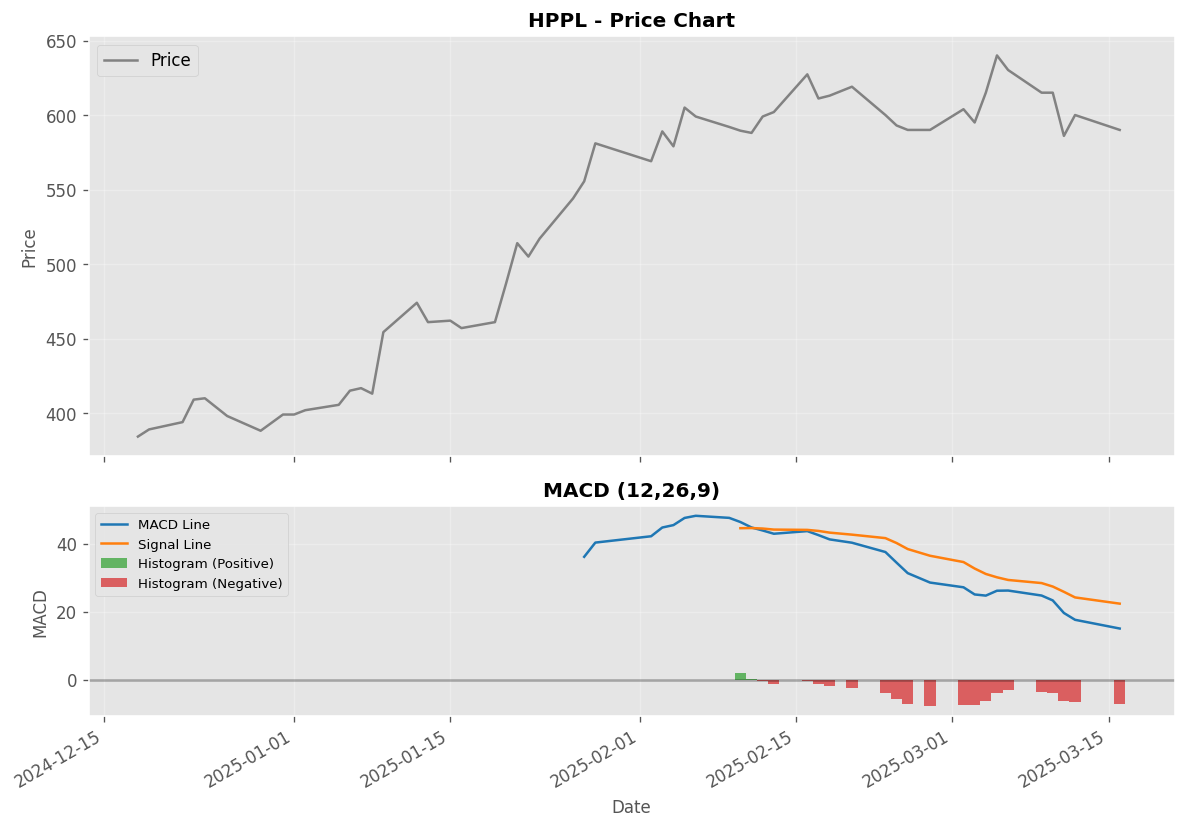 HPPL - Price Chart
650
600
550
500
450
400
Price
Price
MACD (12,26,9)
MACD Line
Signal Line
Histogram (Positive)
Histogram (Negative)
40
20
0
MACD
2024-12-15
2025-01-01
2025-01-15
2025-02-01
2025-02-15
2025-03-01
2025-03-15
Date